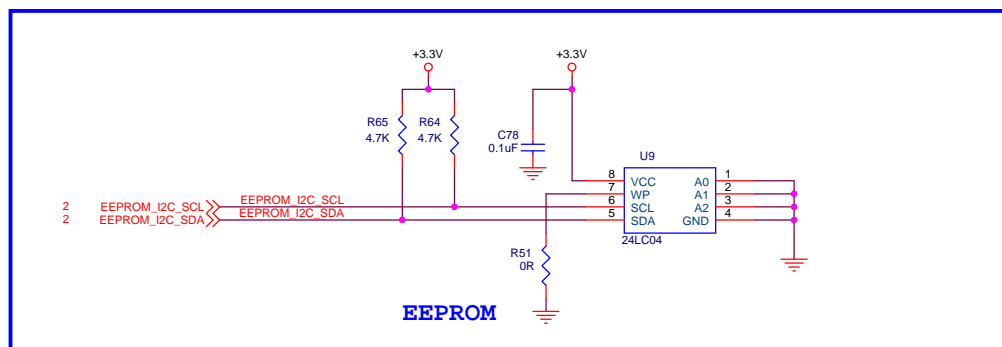 +3.3V
+3.3V
R65
4.7K
R64
4.7K
C78
0.1uF
U9
8
VCC
A0
1
7
WP
A1
2
6
SCL
A2
3
5
SDA
GND
4
24LC04
2
EEPROM_I2C_SCL
EEPROM_I2C_SCL
2
EEPROM_I2C_SDA
EEPROM_I2C_SDA
R51
0R
EEPROM